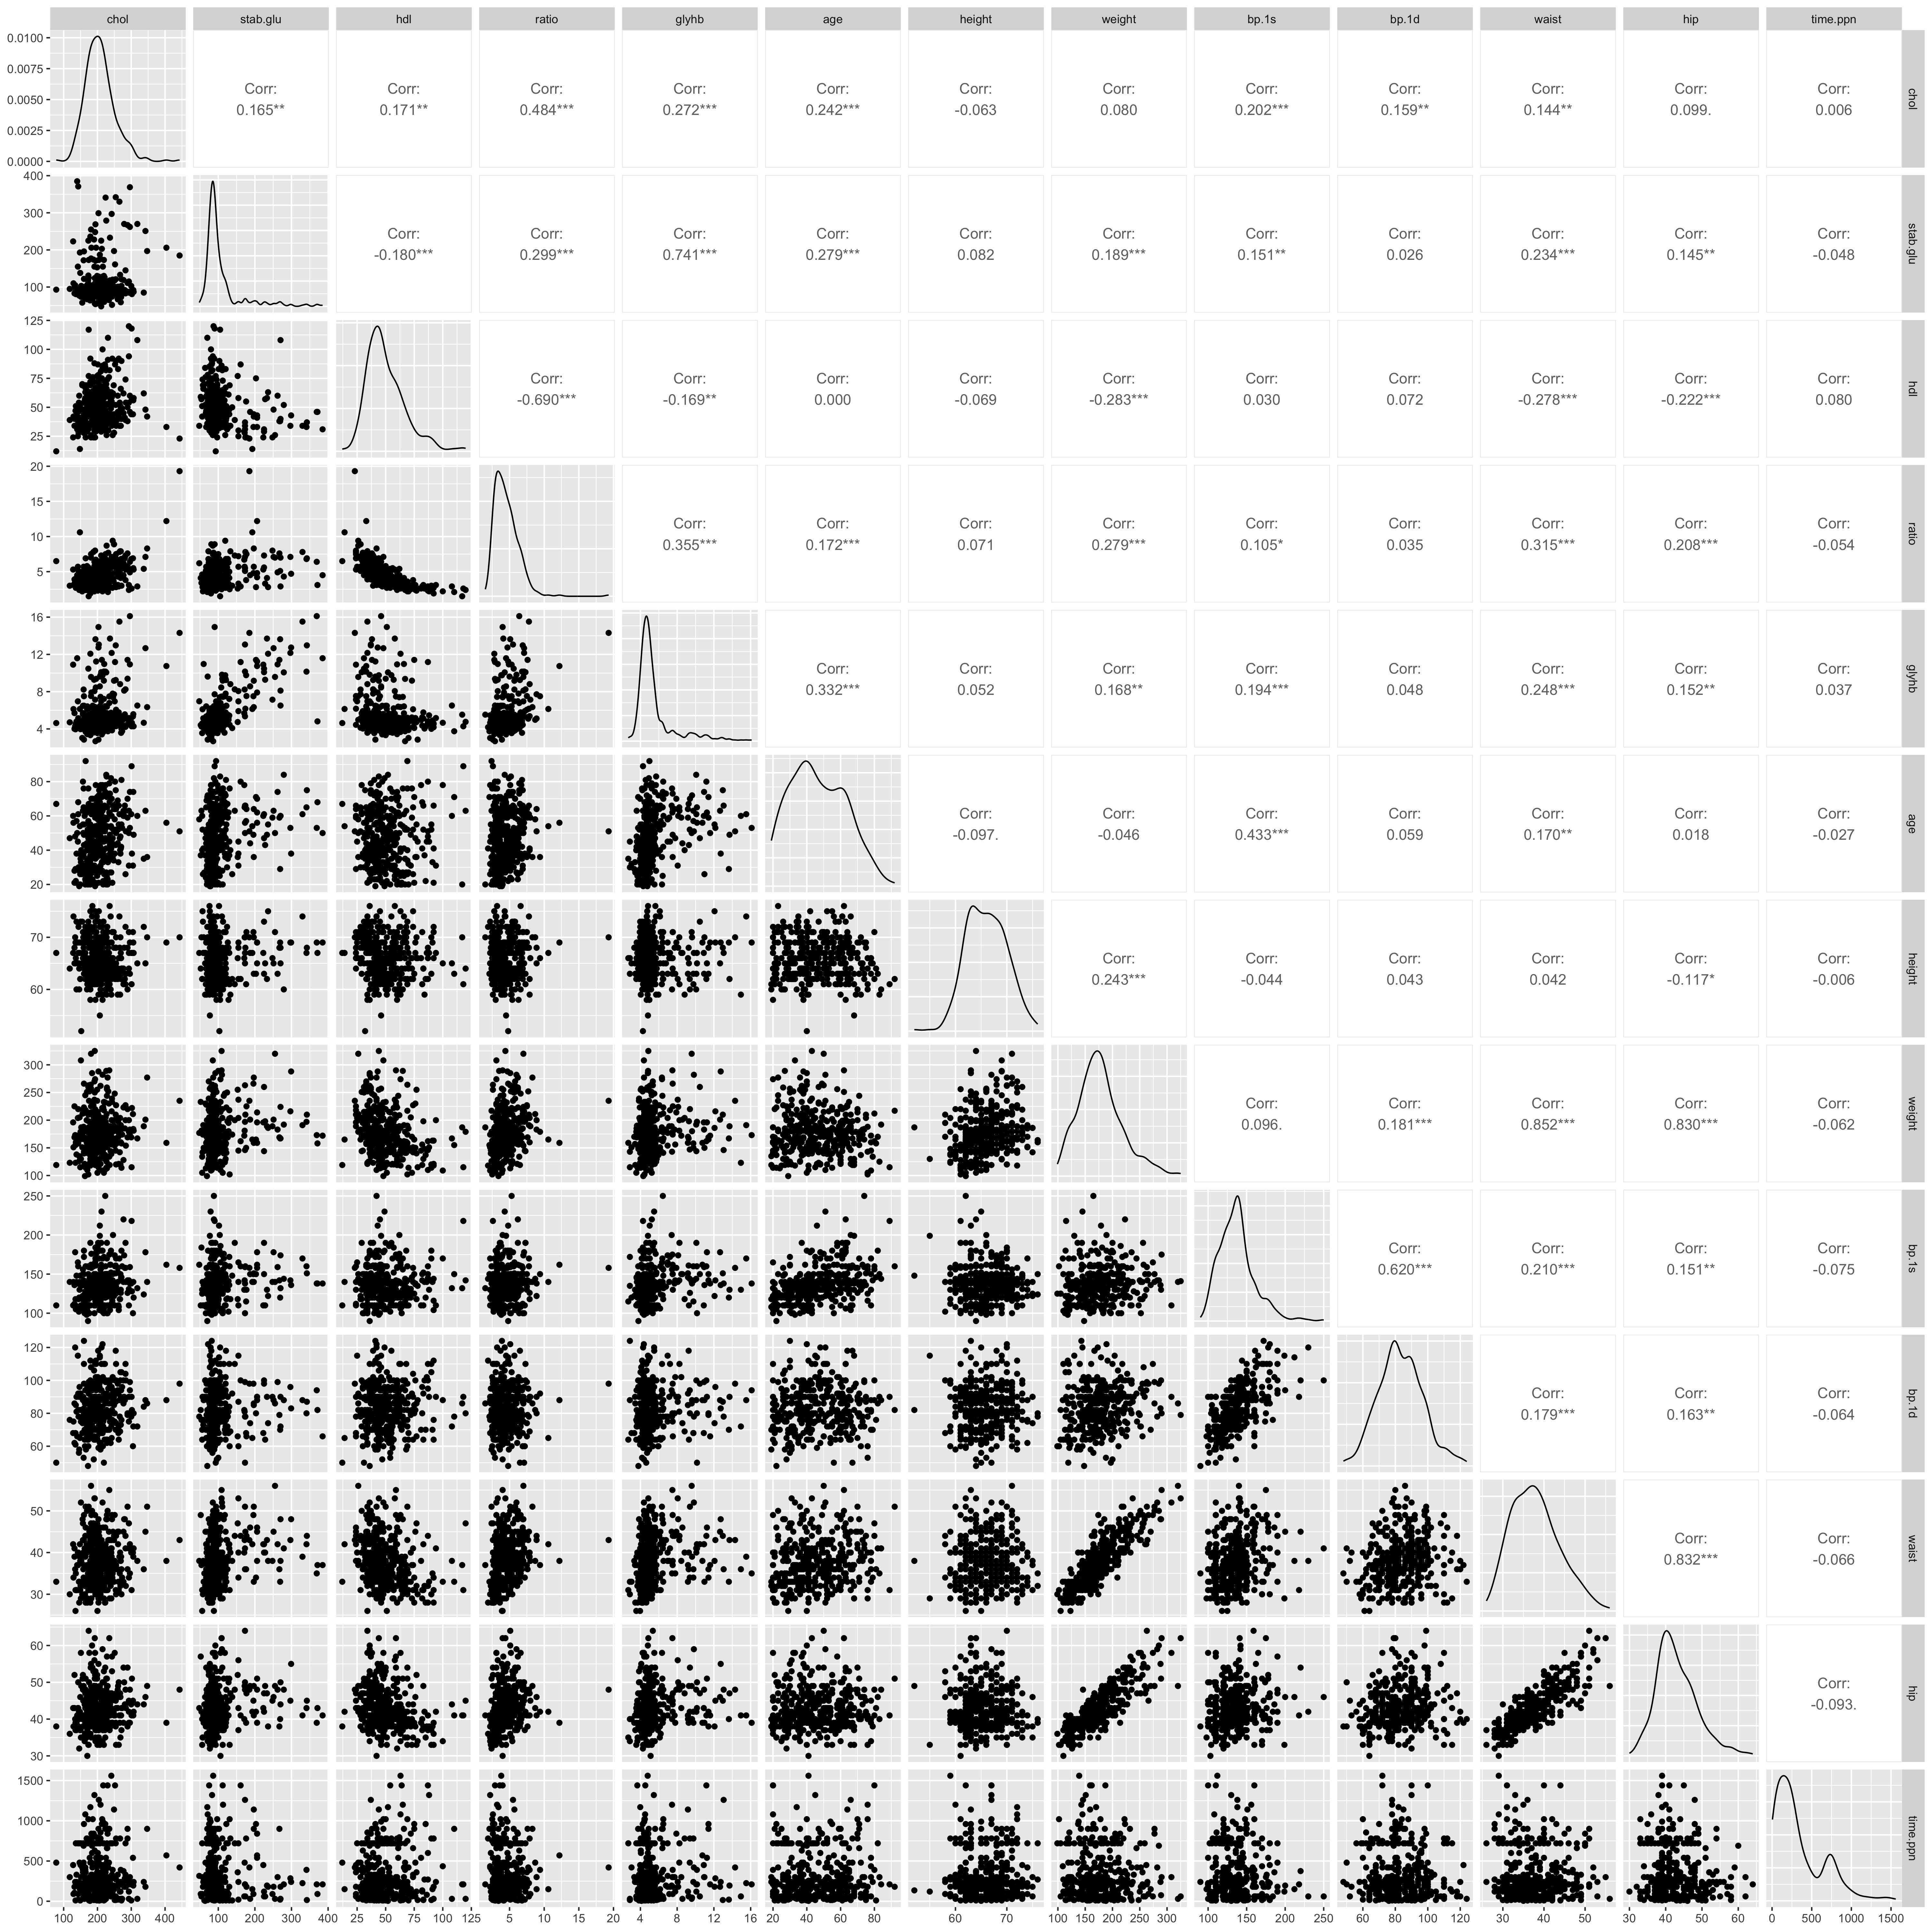 chol stab.glu hdl ratio glyhb age height weight bp.1s bp.1d waist hip time.ppn
0.0100
0.0075
0.0050
0.0025
0.0000
Corr: Corr: Corr: Corr: Corr: Corr: Corr: Corr: Corr: Corr: Corr: Corr:
0.165** 0.171** 0.484*** 0.272*** 0.242*** -0.063 0.080 0.202*** 0.159** 0.144** 0.099. 0.006
chol
400
300
200
100
Corr: Corr: Corr: Corr: Corr: Corr: Corr: Corr: Corr: Corr: Corr:
-0.180*** 0.299*** 0.741*** 0.279*** 0.082 0.189*** 0.151** 0.026 0.234*** 0.145** -0.048
stab.glu
125
100
75
50
25
Corr: Corr: Corr: Corr: Corr: Corr: Corr: Corr: Corr: Corr:
-0.690*** -0.169** 0.000 -0.069 -0.283*** 0.030 0.072 -0.278*** -0.222*** 0.080
hdl
20
15
10
5
Corr: Corr: Corr: Corr: Corr: Corr: Corr: Corr: Corr:
0.355*** 0.172*** 0.071 0.279*** 0.105* 0.035 0.315*** 0.208*** -0.054
ratio
16
12
8
4
Corr: Corr: Corr: Corr: Corr: Corr: Corr: Corr:
0.332*** 0.052 0.168** 0.194*** 0.048 0.248*** 0.152** 0.037
glyhb
80
60
40
20
Corr: Corr: Corr: Corr: Corr: Corr: Corr:
-0.097. -0.046 0.433*** 0.059 0.170** 0.018 -0.027
age
70
60
Corr: Corr: Corr: Corr: Corr: Corr:
0.243*** -0.044 0.043 0.042 -0.117* -0.006
height
300
250
200
150
100
Corr: Corr: Corr: Corr: Corr:
0.096. 0.181*** 0.852*** 0.830*** -0.062
weight
250
200
150
100
Corr: Corr: Corr: Corr:
0.620*** 0.210*** 0.151** -0.075
bp.1s
120
100
80
60
Corr: Corr: Corr:
0.179*** 0.163** -0.064
bp.1d
50
40
30
Corr: Corr:
0.832*** -0.066
waist
60
50
40
30
Corr:
-0.093.
hip
1500
1000
500
0
time.ppn
100 200 300 400 100 200 300 400 25 50 75 100 125 5 10 15 20 4 8 12 16 20 40 60 80 60 70 100 150 200 250 300 100 150 200 250 60 80 100 120 30 40 50 30 40 50 60 0 500 1000 1500